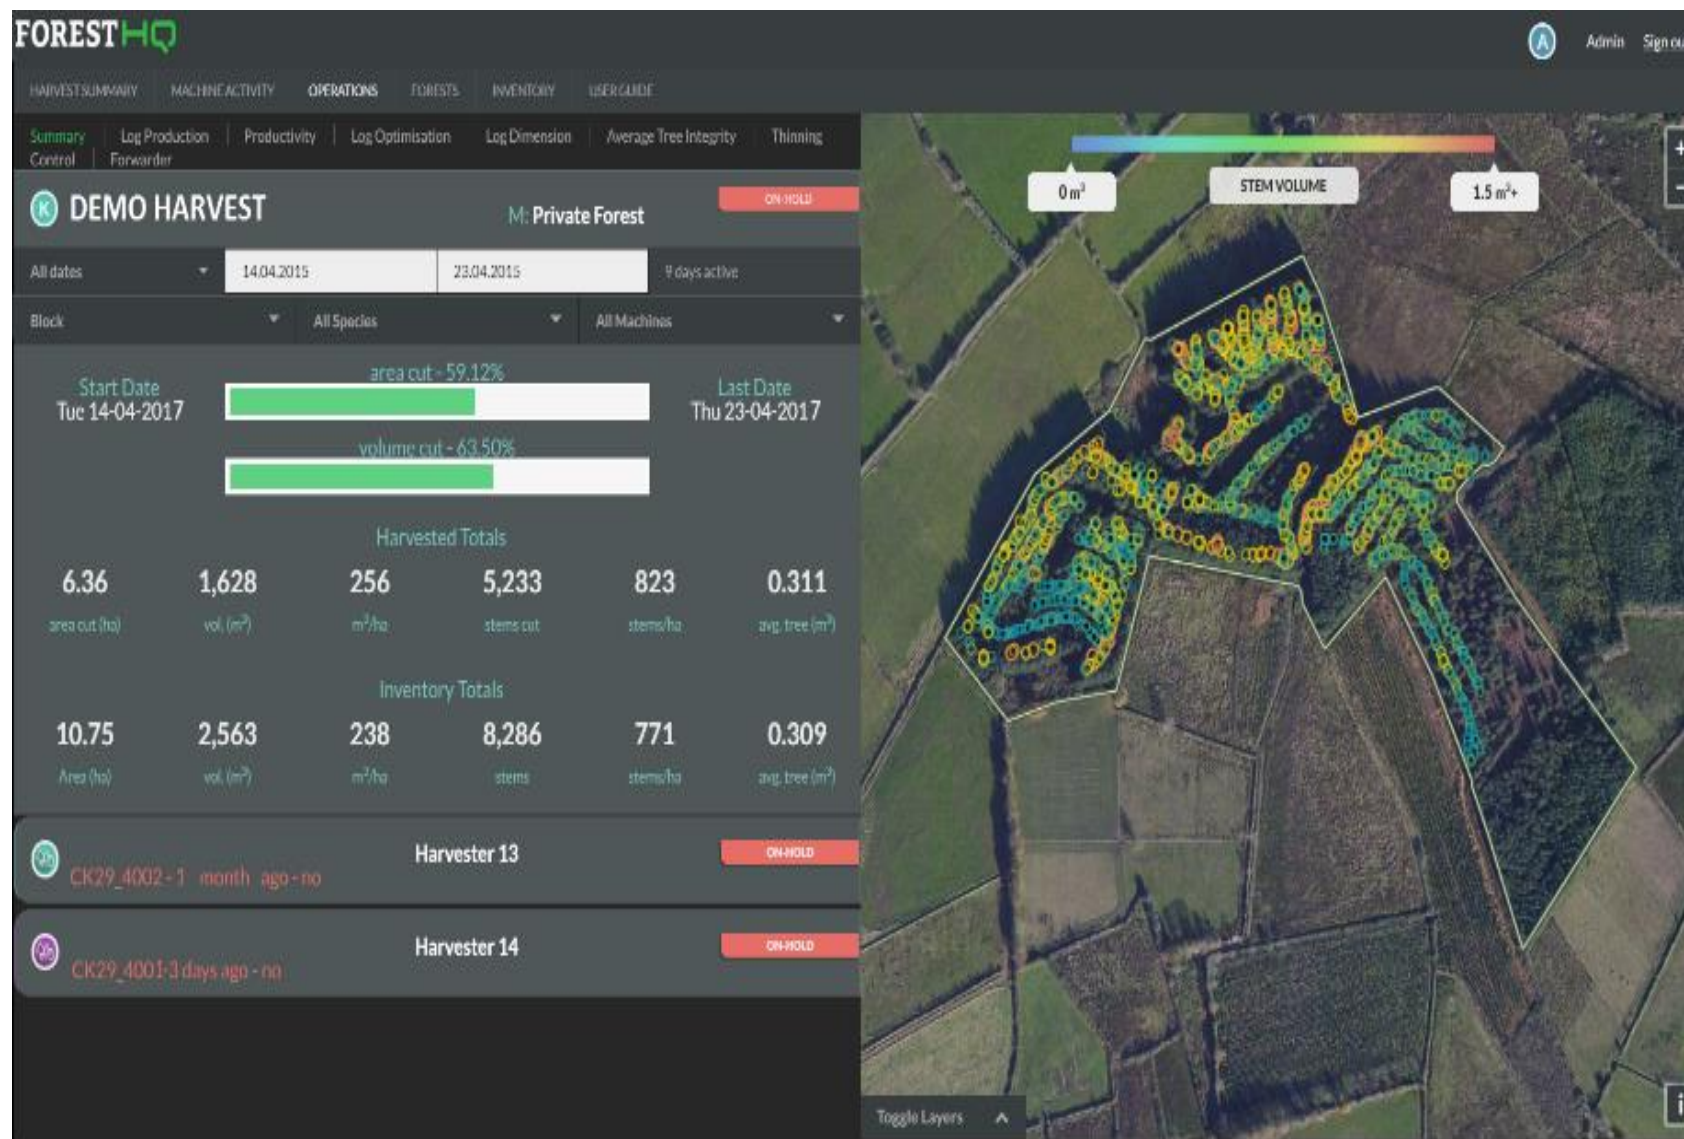 FORESTHQ
A Admin Sign ou
HARVEST SUMMARY MACHINE ACTIVITY OPERATIONS FORESTS INVENTORY USER GUIDE
Summary Log Production Productivity Log Optimisation Log Dimension Average Tree Integrity Thinning
Control Forwarder
K DEMO HARVEST M: Private Forest ON-HOLD
All dates 14.04.2015 23.04.2015 9 days active
Block All Species All Machines
area cut - 59.12%
Start Date Last Date
Tue 14-04-2017 Thu 23-04-2017
volume cut - 63.50%
Harvested Totals
6.36 1,628 256 5,233 823 0.311
area cut (ha) vol. (m³) m³/ha stems cut stems/ha avg. tree (m³)
Inventory Totals
10.75 2,563 238 8,286 771 0.309
Area (ha) vol. (m³) m³/ha stems stems/ha avg. tree (m³)
Harvester 13 ON-HOLD
CK29_4002 - 1 month ago - no
Harvester 14 ON-HOLD
CK29_4001-3 days ago - no
0 m³ STEM VOLUME 1.5 m³+
+
−
Toggle Layers
i